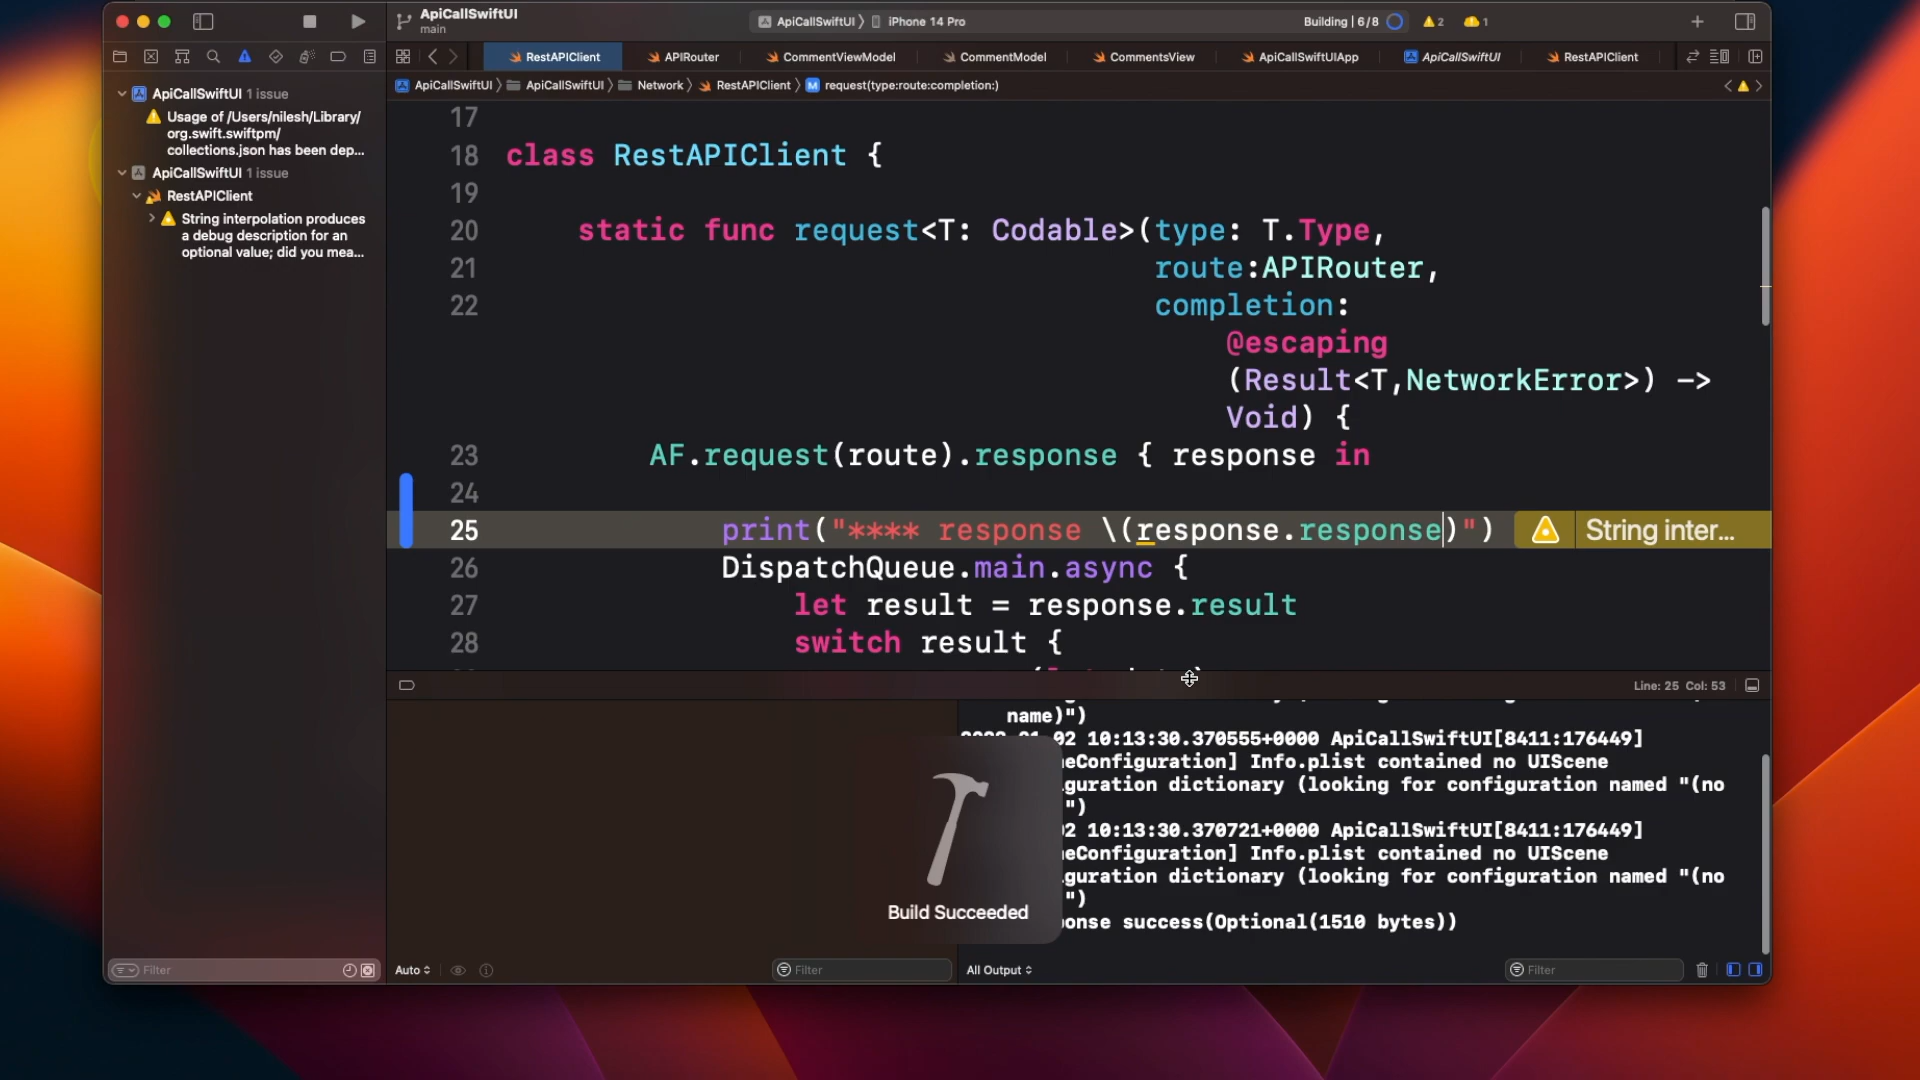 ApiCallSwiftUI
main
ApiCallSwiftUI
iPhone 14 Pro
Building | 6/8
2
1
RestAPIClient
APIRouter
CommentViewModel
CommentModel
CommentsView
ApiCallSwiftUIApp
ApiCallSwiftUI
RestAPIClient
ApiCallSwiftUI
ApiCallSwiftUI
Network
RestAPIClient
M
request(type:route:completion:)
ApiCallSwiftUI 1 issue
Usage of /Users/nilesh/Library/
org.swift.swiftpm/
collections.json has been dep...
ApiCallSwiftUI 1 issue
RestAPIClient
String interpolation produces
a debug description for an
optional value; did you mea...
17
18 class RestAPIClient {
19
20 static func request<T: Codable>(type: T.Type,
21 route:APIRouter,
22 completion:
@escaping
(Result<T,NetworkError>) ->
Void) {
23 AF.request(route).response { response in
24
25 print("**** response \(response.response)") String inter...
26 DispatchQueue.main.async {
27 let result = response.result
28 switch result {
Line: 25 Col: 53
name)")
02 10:13:30.370555+0000 ApiCallSwiftUI[8411:176449]
eConfiguration] Info.plist contained no UIScene
guration dictionary (looking for configuration named "(no
")
02 10:13:30.370721+0000 ApiCallSwiftUI[8411:176449]
eConfiguration] Info.plist contained no UIScene
guration dictionary (looking for configuration named "(no
")
onse success(Optional(1510 bytes))
Build Succeeded
Filter
Auto
Filter
All Output
Filter